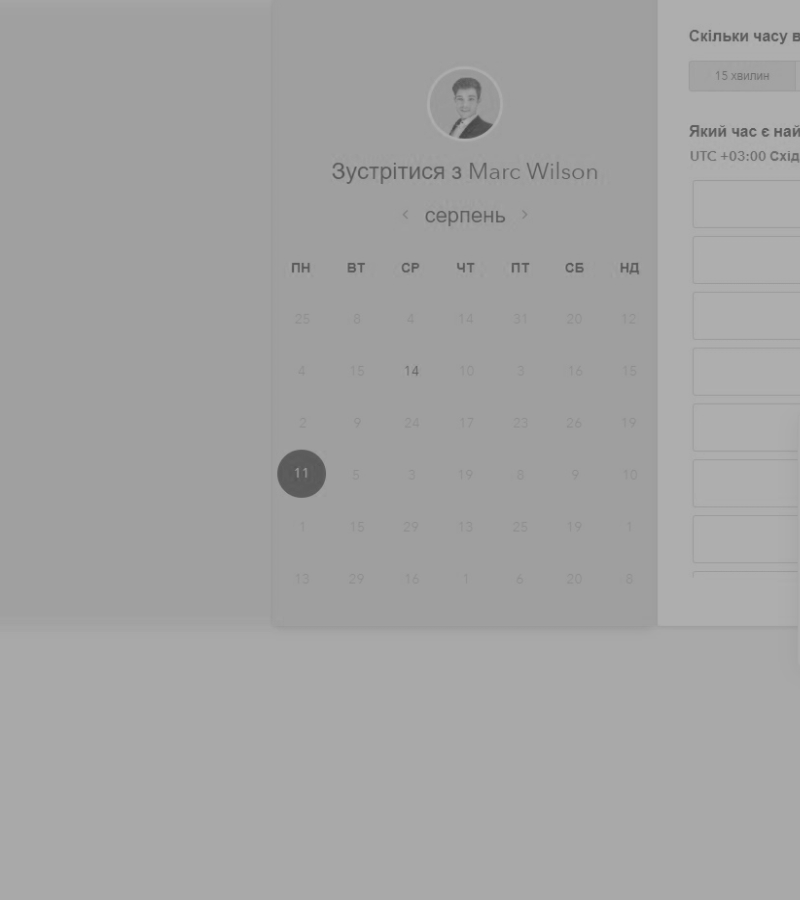 Скільки часу в
15 хвилин
Зустрітися з Marc Wilson
Який час є най
UTC +03:00 Схід
серпень
ПН ВТ СР ЧТ ПТ СБ НД
25 8 4 14 31 20 12
4 15 14 10 3 16 15
2 9 24 17 23 26 19
11 5 3 19 8 9 10
1 15 29 13 25 19 1
13 29 16 1 6 20 8